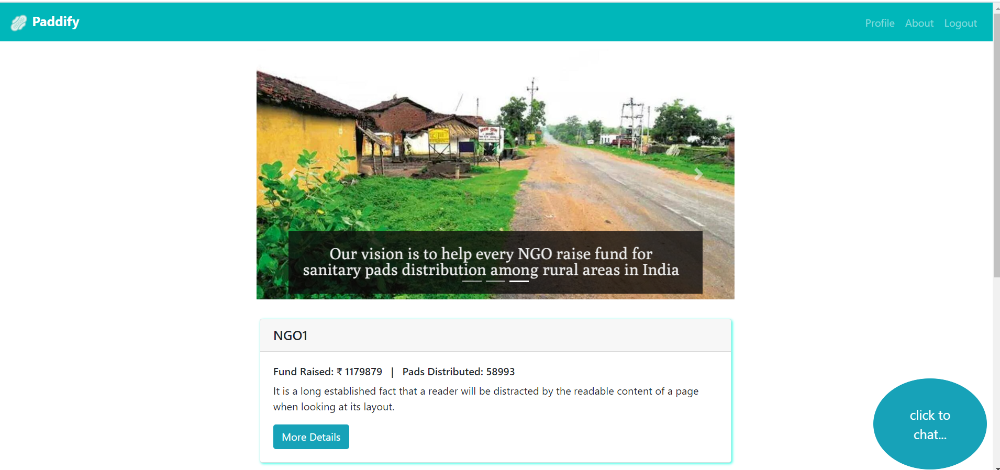 Paddify
Profile About Logout
Our vision is to help every NGO raise fund for
sanitary pads distribution among rural areas in India
NGO1
Fund Raised: ₹ 1179879 | Pads Distributed: 58993
It is a long established fact that a reader will be distracted by the readable content of a page
when looking at its layout.
More Details
click to
chat...